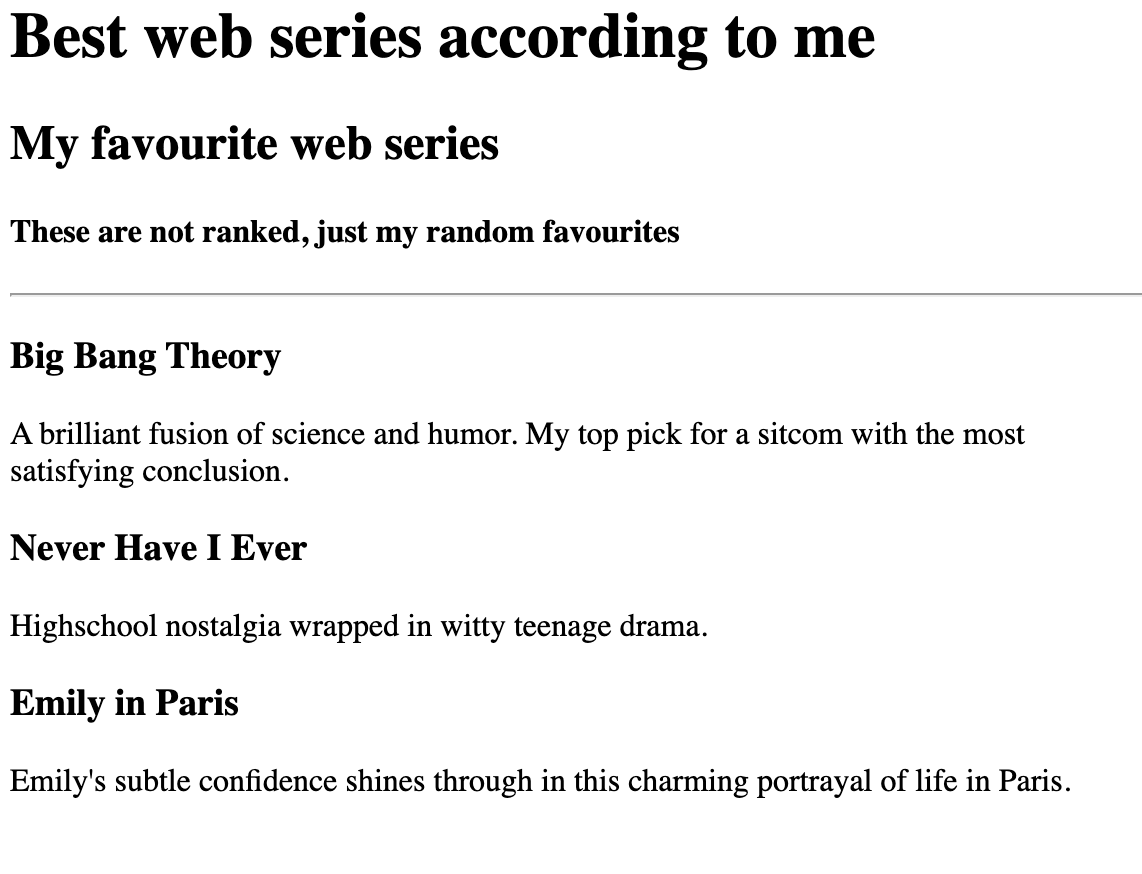 Best web series according to me
My favourite web series
These are not ranked, just my random favourites
Big Bang Theory
A brilliant fusion of science and humor. My top pick for a sitcom with the most
satisfying conclusion.
Never Have I Ever
Highschool nostalgia wrapped in witty teenage drama.
Emily in Paris
Emily's subtle confidence shines through in this charming portrayal of life in Paris.